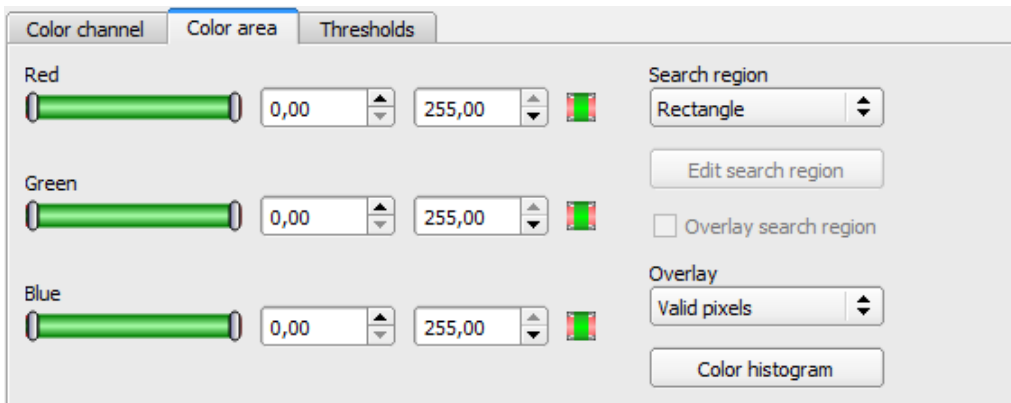 Color channel
Color area
Thresholds
Red
0,00
255,00
Green
0,00
255,00
Blue
0,00
255,00
Search region
Rectangle
Edit search region
Overlay search region
Overlay
Valid pixels
Color histogram